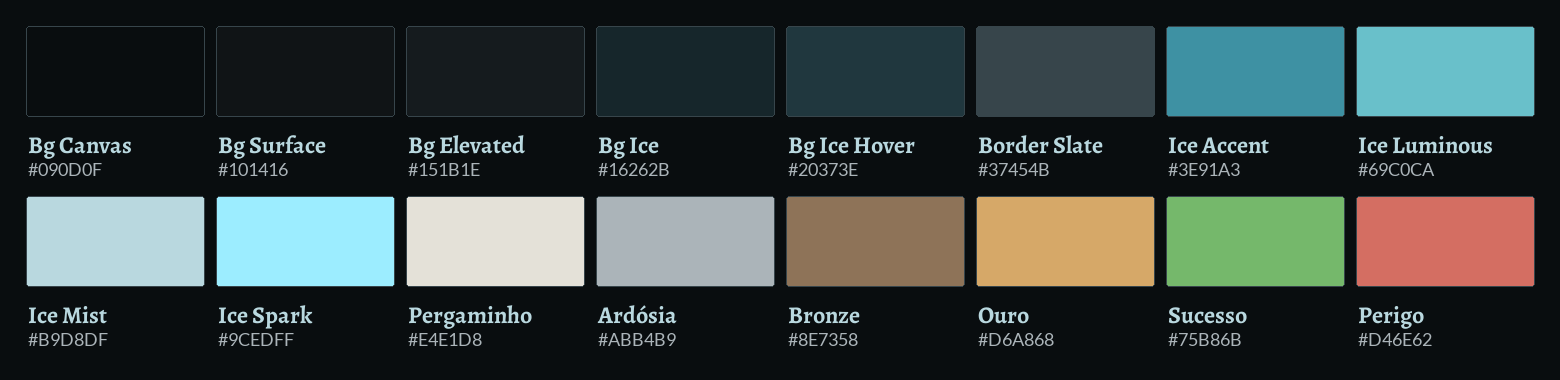 Bg Canvas
#090D0F
Bg Surface
#101416
Bg Elevated
#151B1E
Bg Ice
#16262B
Bg Ice Hover
#20373E
Border Slate
#37454B
Ice Accent
#3E91A3
Ice Luminous
#69C0CA
Ice Mist
#B9D8DF
Ice Spark
#9CEDFF
Pergaminho
#E4E1D8
Ardósia
#ABB4B9
Bronze
#8E7358
Ouro
#D6A868
Sucesso
#75B86B
Perigo
#D46E62